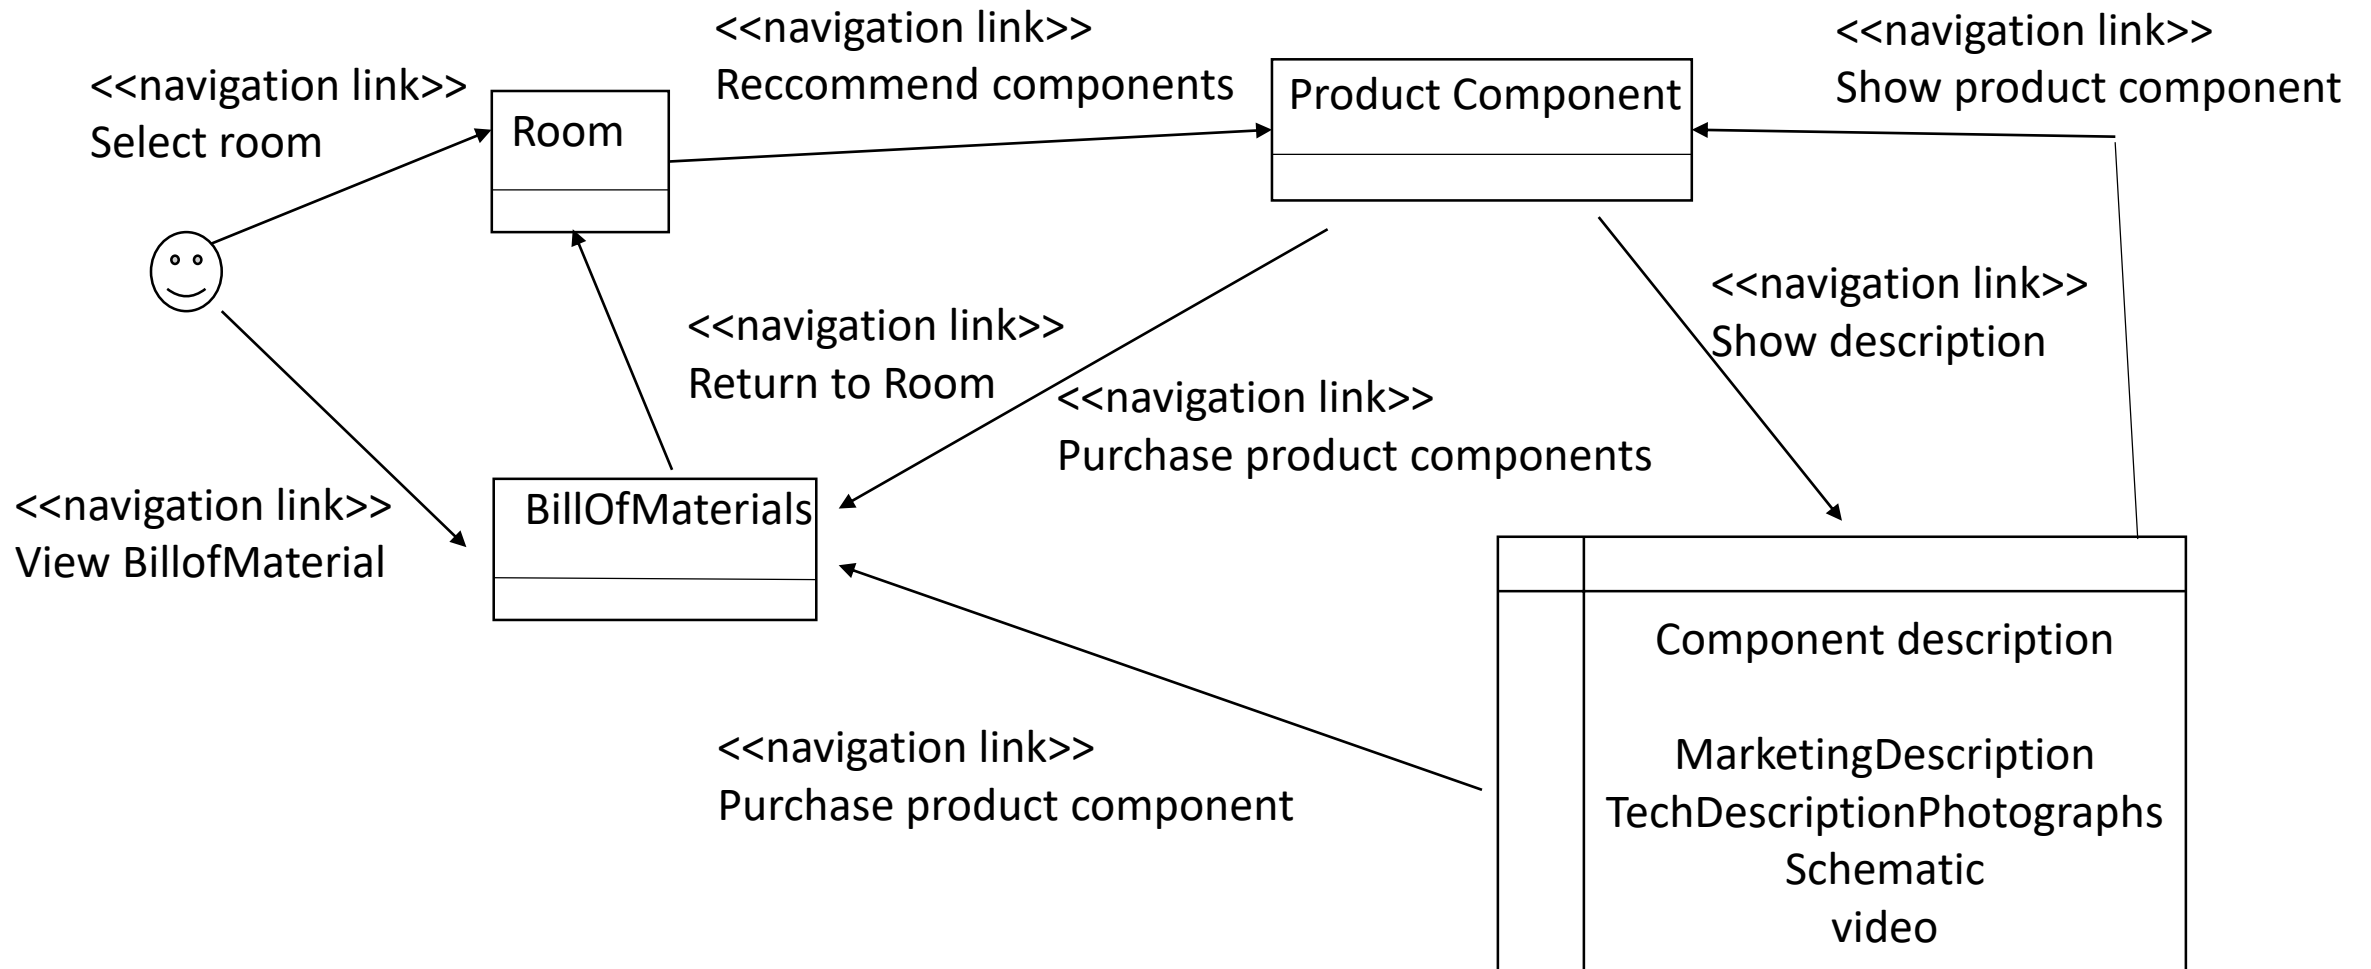 <<navigation link>>
Reccommend components
<<navigation link>>
Show product component
<<navigation link>>
Select room
Room
Product Component
<<navigation link>>
Show description
<<navigation link>>
Return to Room
<<navigation link>>
Purchase product components
<<navigation link>>
View BillofMaterial
BillOfMaterials
Component description
MarketingDescription
TechDescriptionPhotographs
Schematic
video
<<navigation link>>
Purchase product component